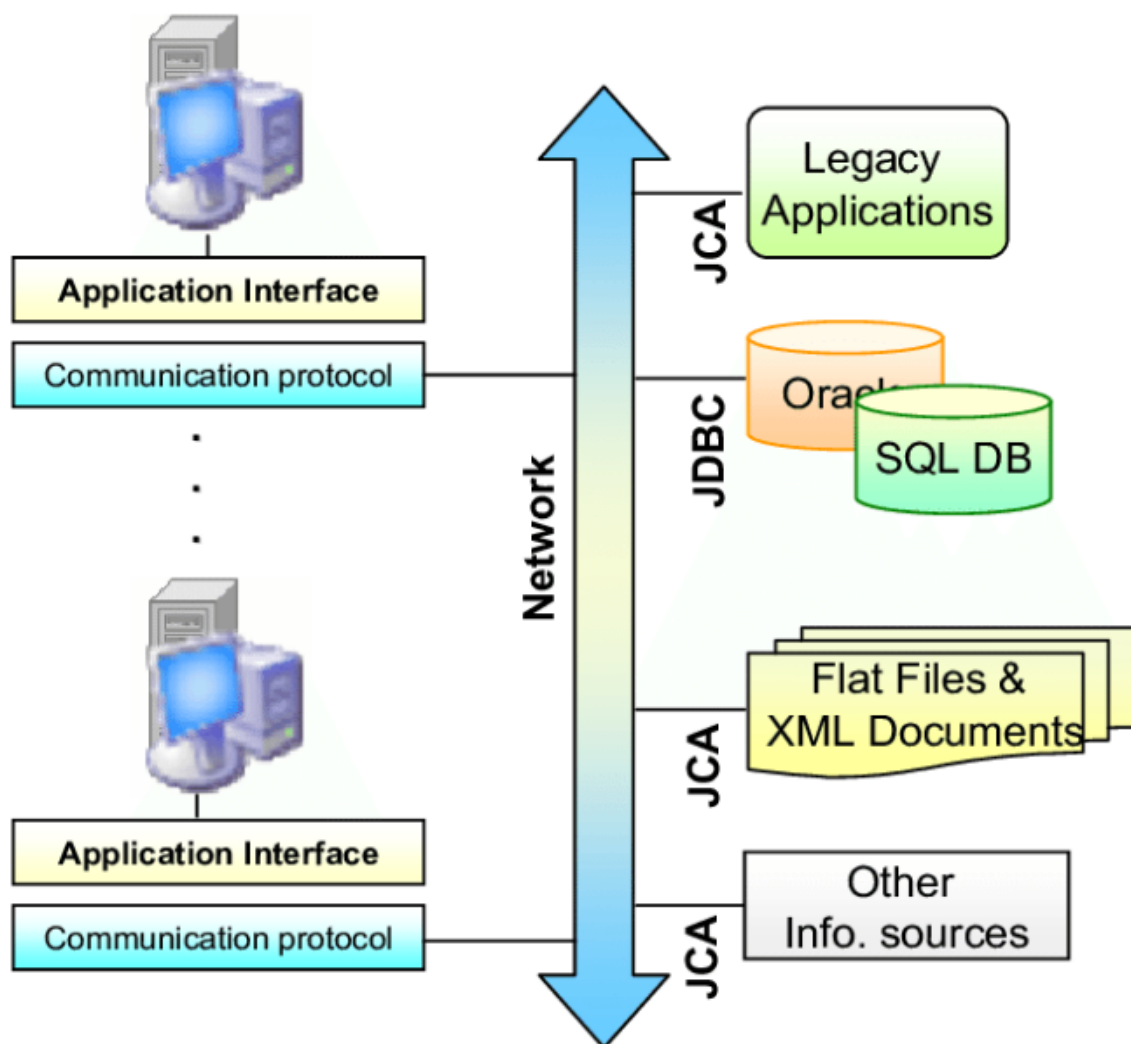 Application Interface
Communication protocol
.
.
.
Application Interface
Communication protocol
Network
JCA
Legacy
Applications
JDBC
SQL DB
JCA
Flat Files &
XML Documents
JCA
Other
Info. sources